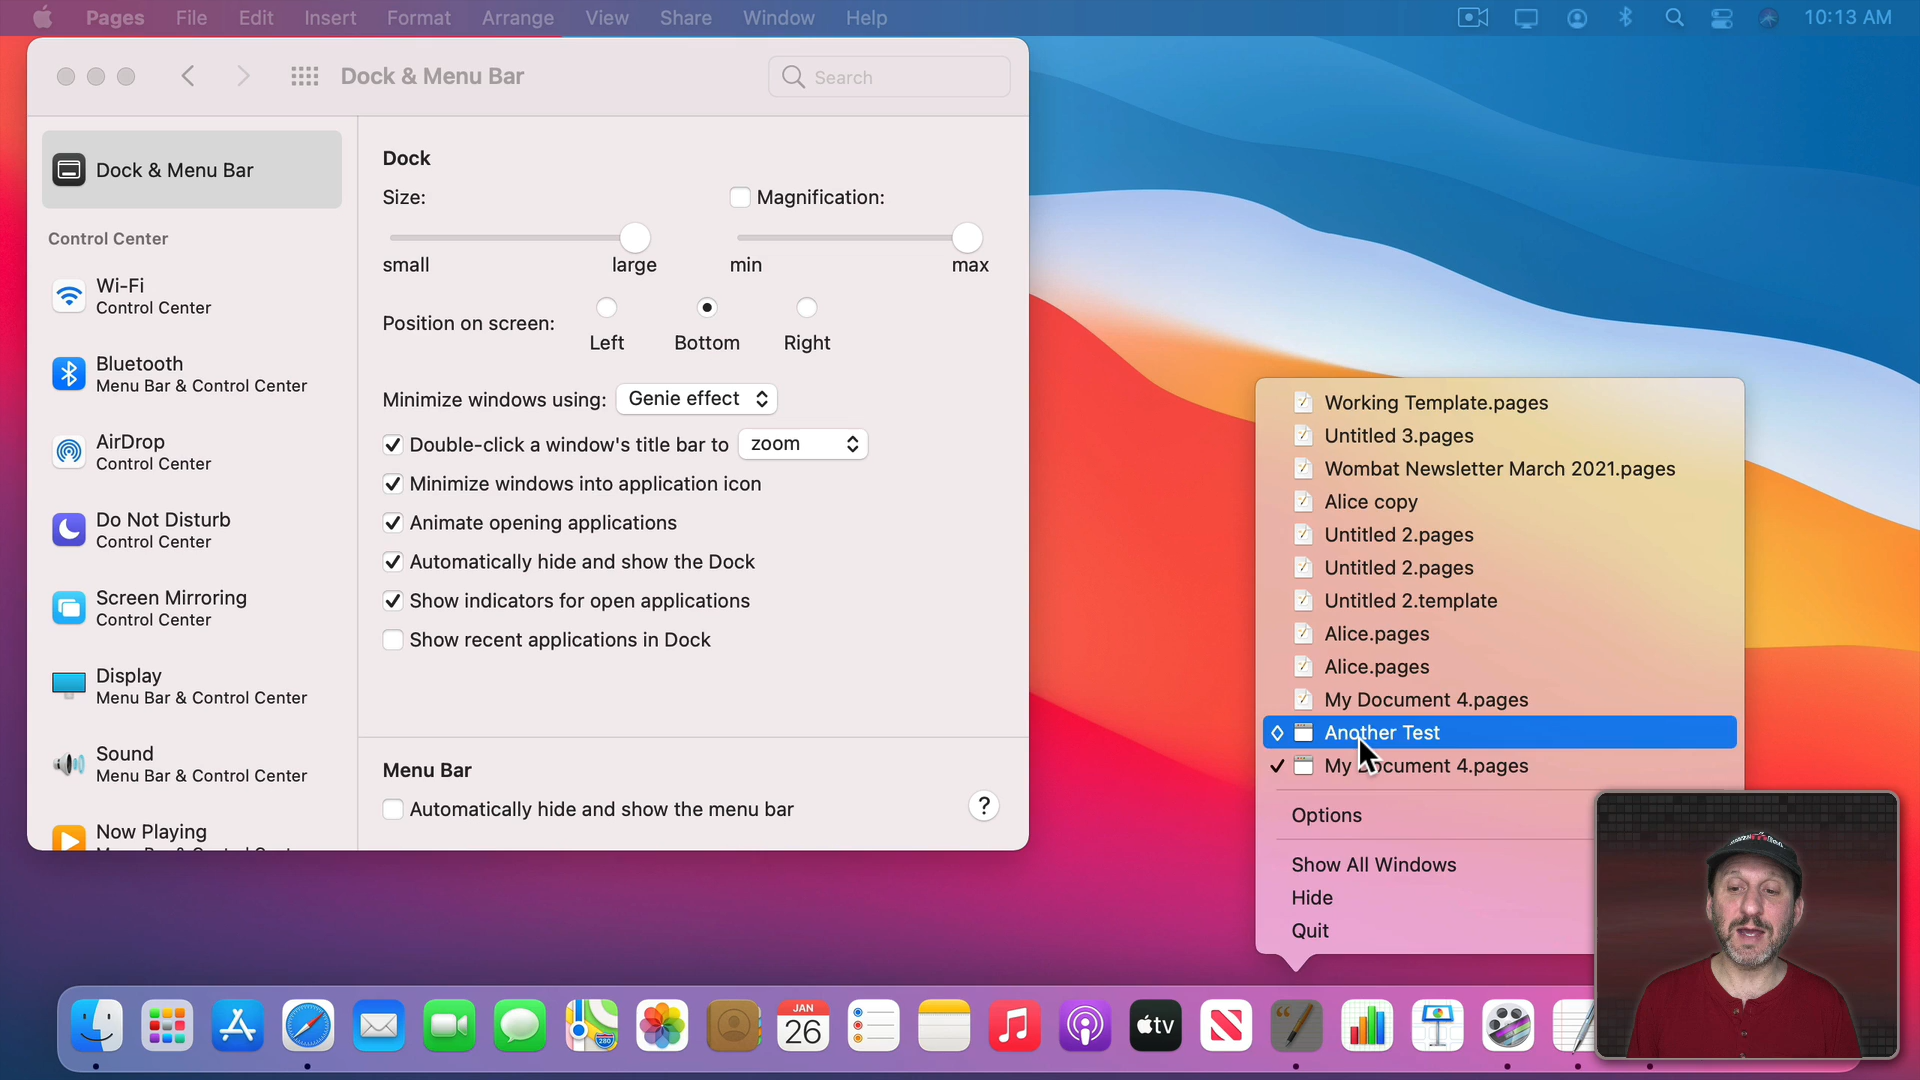 Pages File Edit Insert Format Arrange View Share Window Help 10:13 AM
Dock & Menu Bar
Search
Dock & Menu Bar
Control Center
Wi-Fi
Control Center
Bluetooth
Menu Bar & Control Center
AirDrop
Control Center
Do Not Disturb
Control Center
Screen Mirroring
Control Center
Display
Menu Bar & Control Center
Sound
Menu Bar & Control Center
Now Playing
Dock
Size:
Magnification:
small large
min max
Position on screen:
Left Bottom Right
Minimize windows using: Genie effect
Double-click a window's title bar to zoom
Minimize windows into application icon
Animate opening applications
Automatically hide and show the Dock
Show indicators for open applications
Show recent applications in Dock
Menu Bar
Automatically hide and show the menu bar
?
Working Template.pages
Untitled 3.pages
Wombat Newsletter March 2021.pages
Alice copy
Untitled 2.pages
Untitled 2.pages
Untitled 2.template
Alice.pages
Alice.pages
My Document 4.pages
Another Test
My Document 4.pages
Options
Show All Windows
Hide
Quit
280
JAN
26
tv